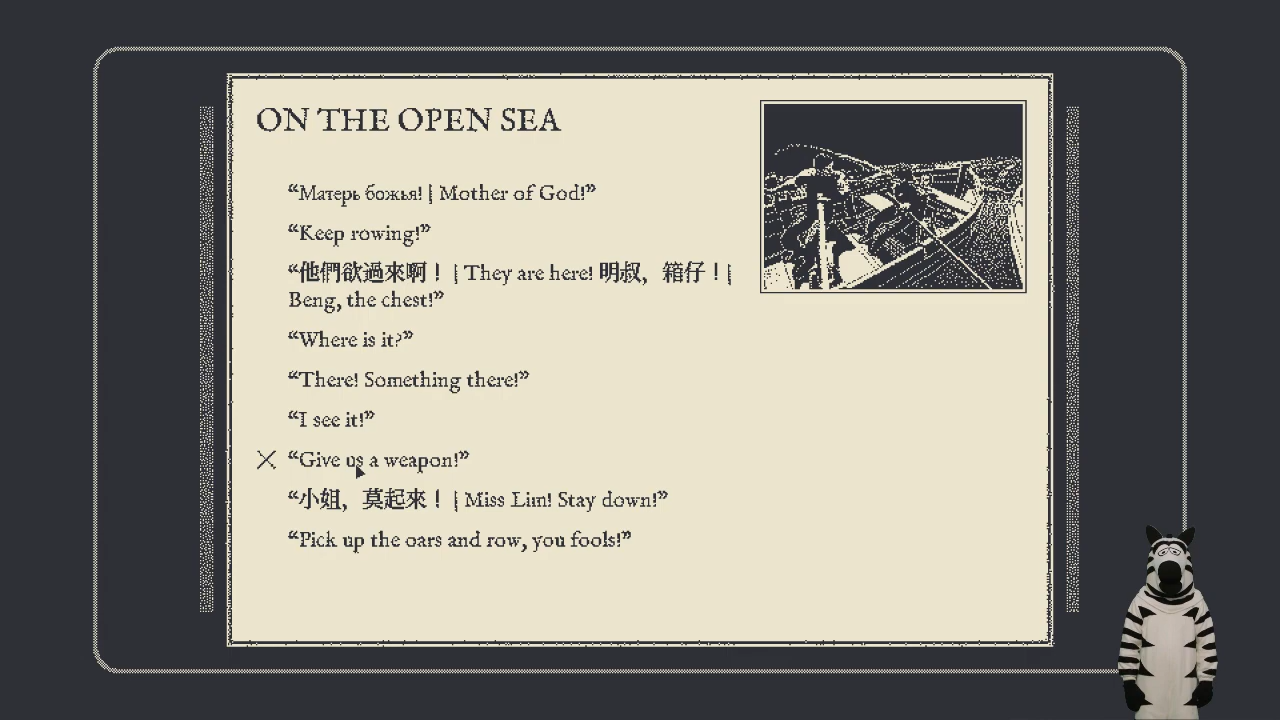 ON THE OPEN SEA
“Матерь божья! | Mother of God!”
“Keep rowing!”
“他們欲過來啊！ | They are here! 明叔，箱仔！|
Beng, the chest!”
“Where is it?”
“There! Something there!”
“I see it!”
“Give us a weapon!”
“小姐，莫起來！ | Miss Lim! Stay down!”
“Pick up the oars and row, you fools!”